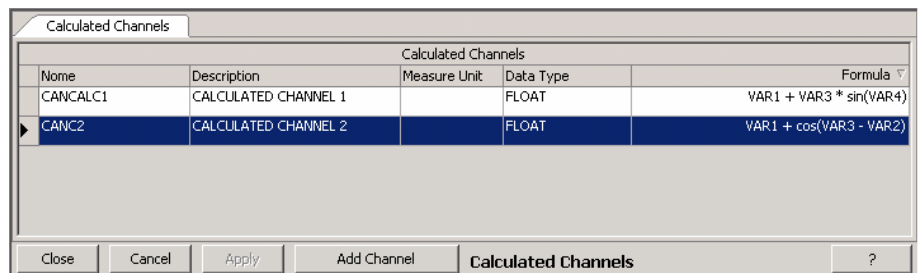 Calculated Channels
Calculated Channels
Nome Description Measure Unit Data Type Formula
CANCALC1 CALCULATED CHANNEL 1 FLOAT VAR1 + VAR3 * sin(VAR4)
CANC2 CALCULATED CHANNEL 2 FLOAT VAR1 + cos(VAR3 - VAR2)
Close Cancel Apply Add Channel Calculated Channels ?